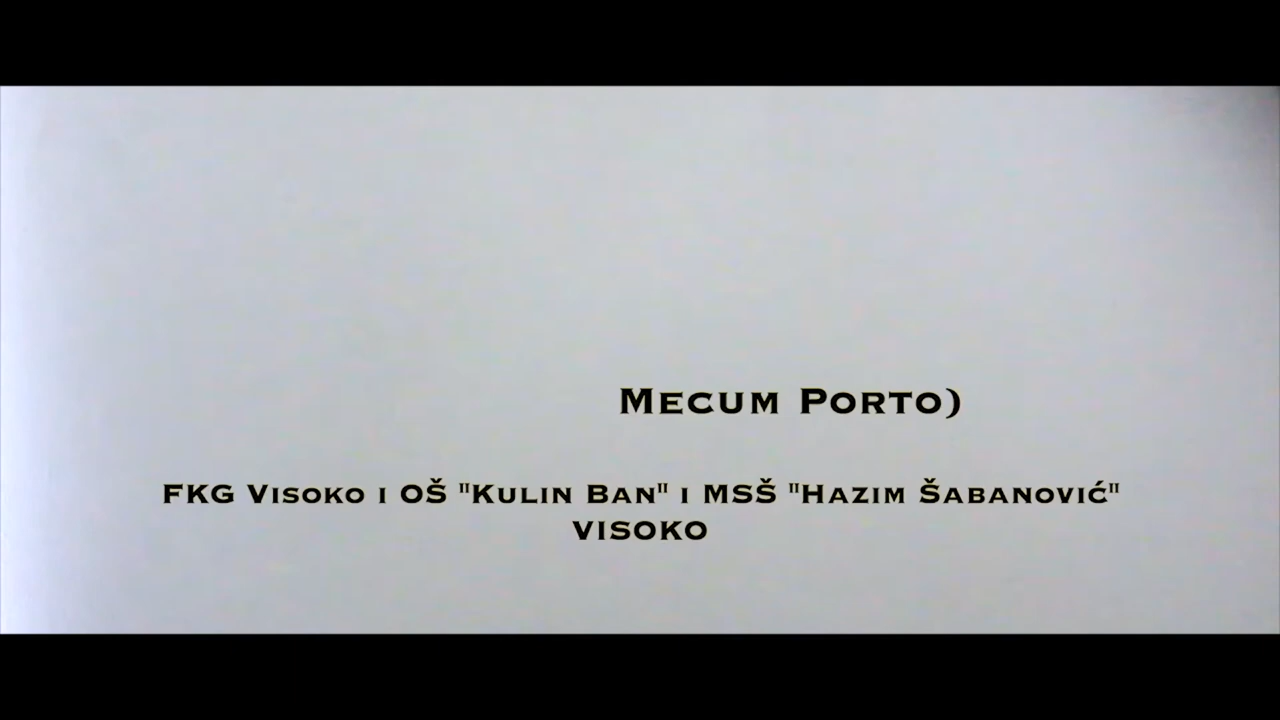 Mecum Porto)
FKG Visoko i OŠ "Kulin Ban" i MSŠ "Hazim Šabanović"
VISOKO